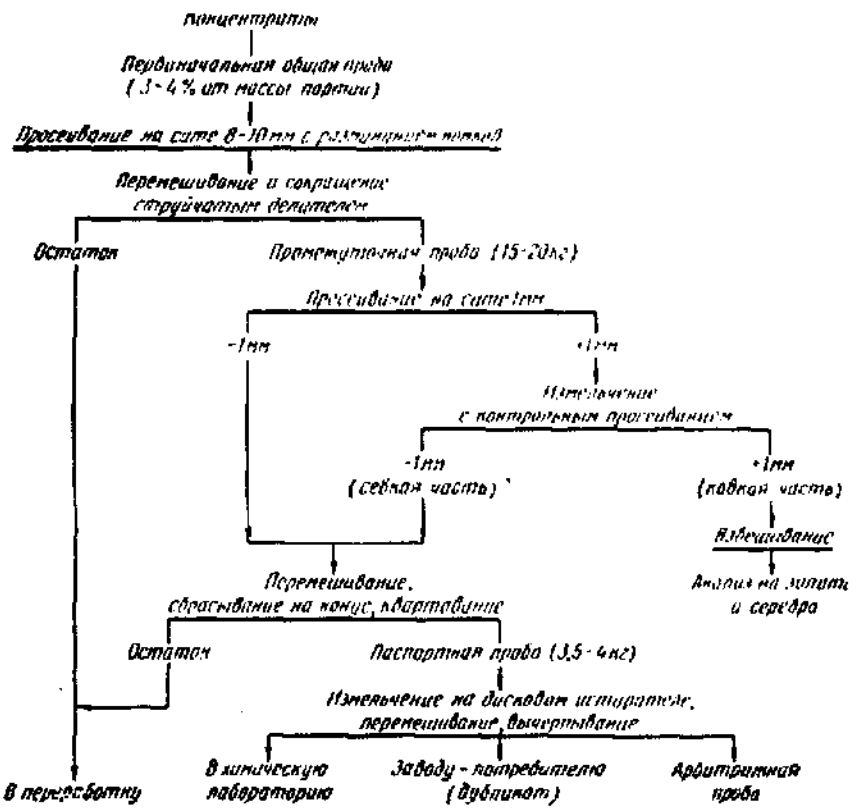 Концентраты
Первиначальная общая проба
(3-4% от массы партии)
Просеивание на сите 8-10 мм с разминанием комков
Перемешивание и сокращение
струйчатым делителем
Остаток
Промежуточная проба (15-20кг)
Просеивание на сите 1мм
-1мм
+1мм
Измельчение
с контрольным просеиванием
-1мм
(севкая часть)
+1мм
(ковкая часть)
Взвешивание
Анализ на золото
и серебро
Перемешивание,
сбрасывание на конус, квартование
Остаток
Паспортная проба (3,5-4кг)
Измельчение на дисковом истирателе,
перемешивание, вычерпывание
В переработку
В химическую
лабораторию
Заводу-потребителю
(дубликат)
Арбитражная
проба